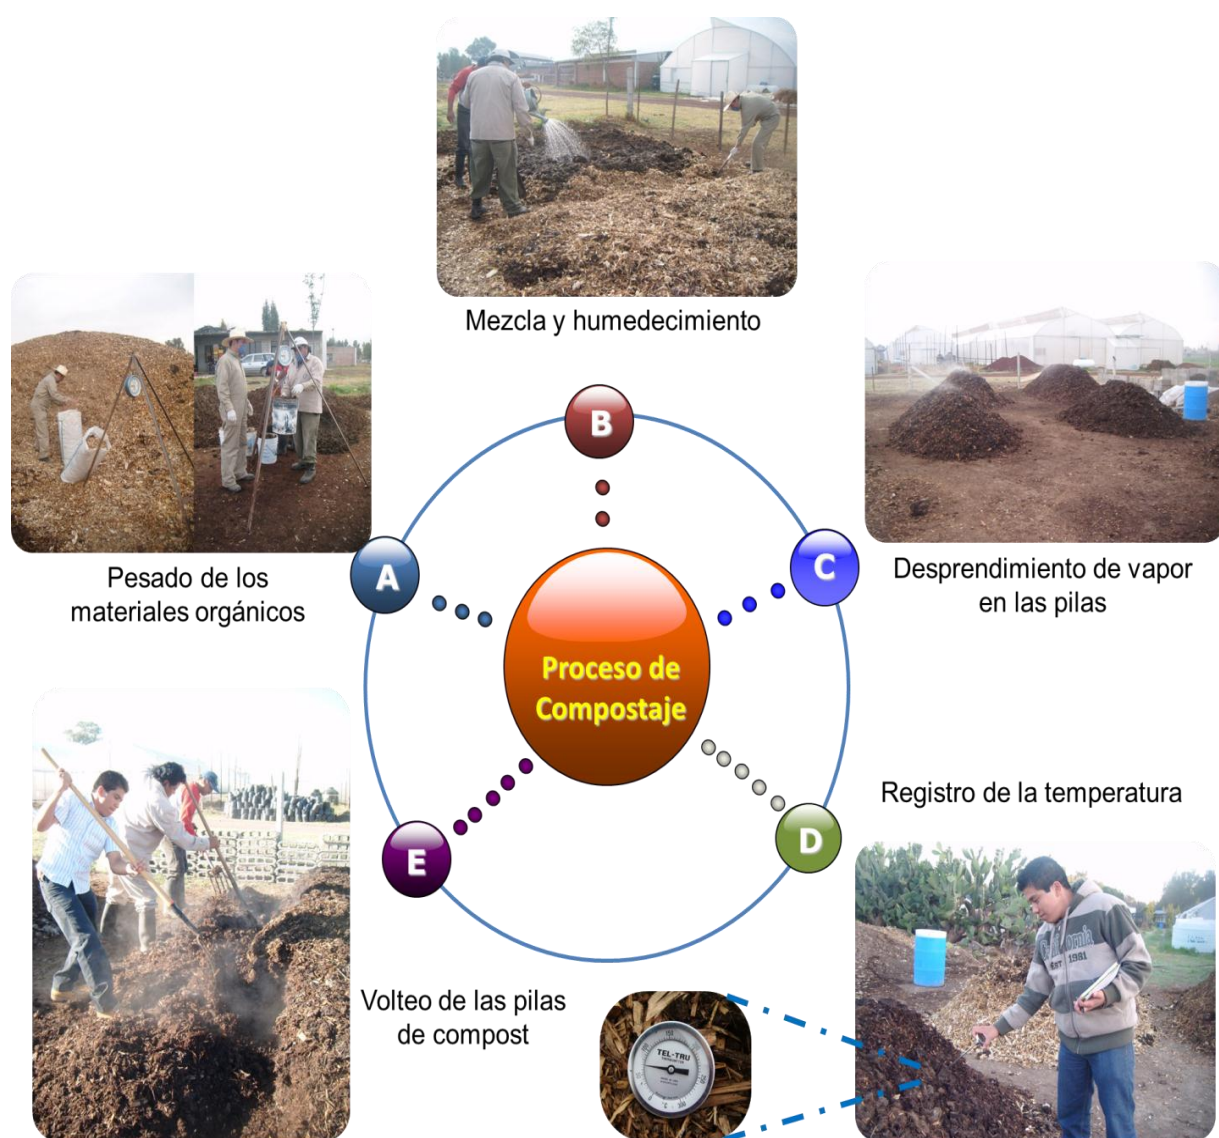 Mezcla y humedecimiento
Pesado de los
materiales orgánicos
Desprendimiento de vapor
en las pilas
B
A
C
Proceso de
Compostaje
D
E
Registro de la temperatura
Volteo de las pilas
de compost
TEL-TRU